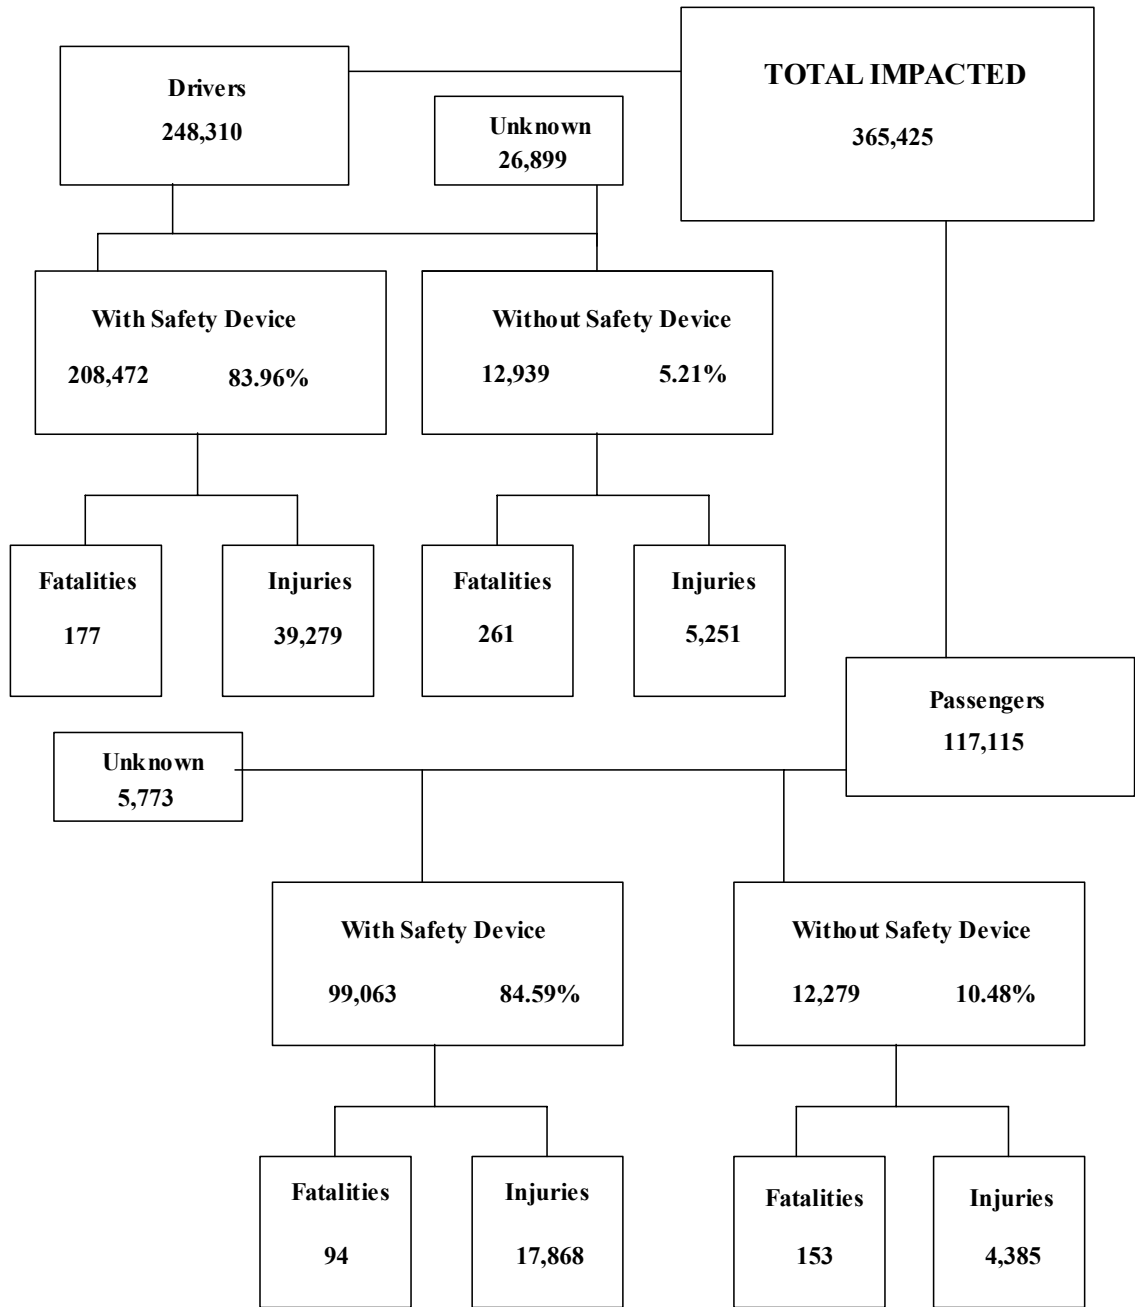 TOTAL IMPACTED
365,425
Drivers
248,310
Unknown
26,899
With Safety Device
208,472 83.96%
Without Safety Device
12,939 5.21%
Fatalities
177
Injuries
39,279
Fatalities
261
Injuries
5,251
Passengers
117,115
Unknown
5,773
With Safety Device
99,063 84.59%
Without Safety Device
12,279 10.48%
Fatalities
94
Injuries
17,868
Fatalities
153
Injuries
4,385